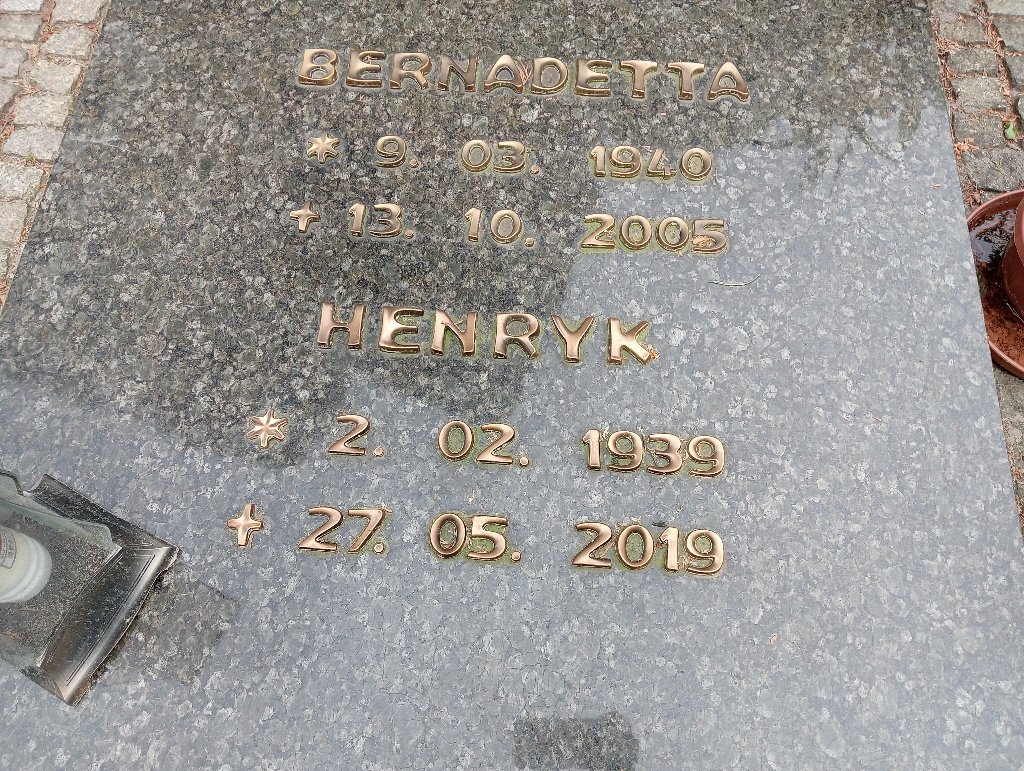 BERNADETTA
* 9. 03. 1940
† 13. 10. 2005
HENRYK
* 2. 02. 1939
† 27. 05. 2019